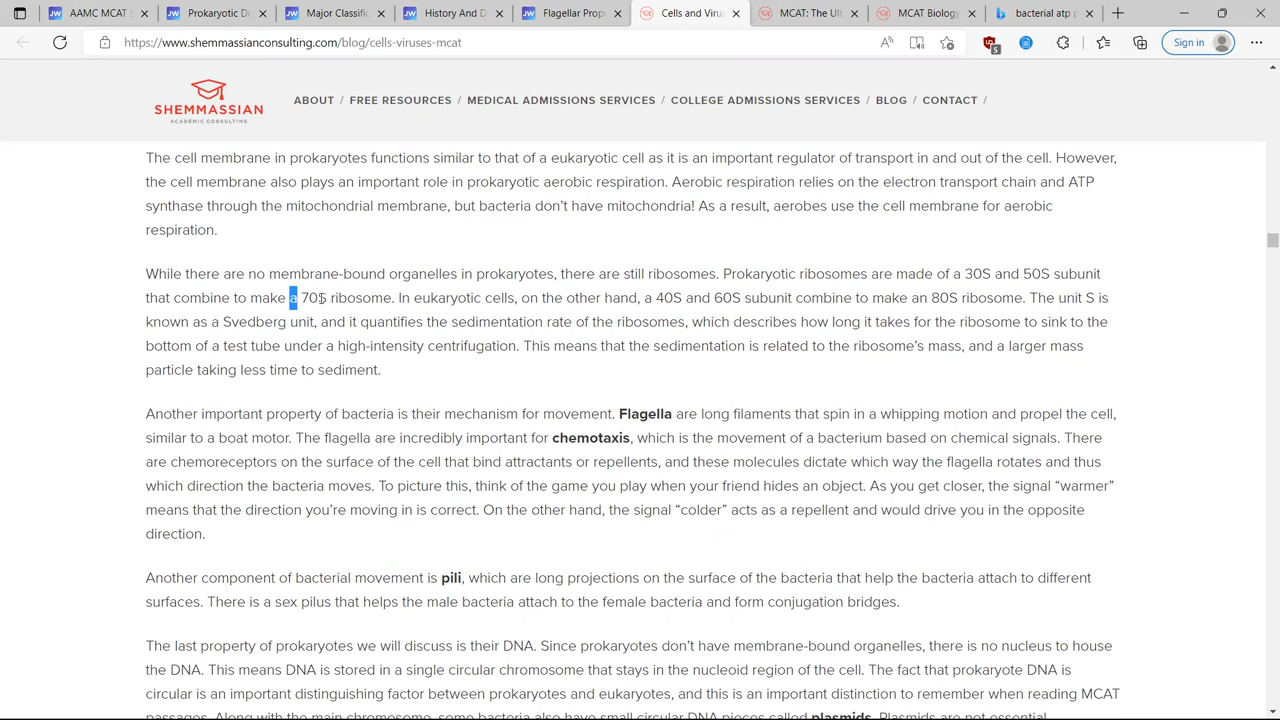 AAMC MCAT S
Prokaryotic De
Major Classific
History And D
Flagellar Prop
Cells and Virus
MCAT: The Ult
MCAT Biology
bacterial atp p
https://www.shemmassianconsulting.com/blog/cells-viruses-mcat
5
Sign in
SHEMMASSIAN
ACADEMIC CONSULTING
ABOUT / FREE RESOURCES / MEDICAL ADMISSIONS SERVICES / COLLEGE ADMISSIONS SERVICES / BLOG / CONTACT /
The cell membrane in prokaryotes functions similar to that of a eukaryotic cell as it is an important regulator of transport in and out of the cell. However,
the cell membrane also plays an important role in prokaryotic aerobic respiration. Aerobic respiration relies on the electron transport chain and ATP
synthase through the mitochondrial membrane, but bacteria don’t have mitochondria! As a result, aerobes use the cell membrane for aerobic
respiration.
While there are no membrane-bound organelles in prokaryotes, there are still ribosomes. Prokaryotic ribosomes are made of a 30S and 50S subunit
that combine to make a 70S ribosome. In eukaryotic cells, on the other hand, a 40S and 60S subunit combine to make an 80S ribosome. The unit S is
known as a Svedberg unit, and it quantifies the sedimentation rate of the ribosomes, which describes how long it takes for the ribosome to sink to the
bottom of a test tube under a high-intensity centrifugation. This means that the sedimentation is related to the ribosome’s mass, and a larger mass
particle taking less time to sediment.
Another important property of bacteria is their mechanism for movement. Flagella are long filaments that spin in a whipping motion and propel the cell,
similar to a boat motor. The flagella are incredibly important for chemotaxis, which is the movement of a bacterium based on chemical signals. There
are chemoreceptors on the surface of the cell that bind attractants or repellents, and these molecules dictate which way the flagella rotates and thus
which direction the bacteria moves. To picture this, think of the game you play when your friend hides an object. As you get closer, the signal “warmer”
means that the direction you’re moving in is correct. On the other hand, the signal “colder” acts as a repellent and would drive you in the opposite
direction.
Another component of bacterial movement is pili, which are long projections on the surface of the bacteria that help the bacteria attach to different
surfaces. There is a sex pilus that helps the male bacteria attach to the female bacteria and form conjugation bridges.
The last property of prokaryotes we will discuss is their DNA. Since prokaryotes don’t have membrane-bound organelles, there is no nucleus to house
the DNA. This means DNA is stored in a single circular chromosome that stays in the nucleoid region of the cell. The fact that prokaryote DNA is
circular is an important distinguishing factor between prokaryotes and eukaryotes, and this is an important distinction to remember when reading MCAT
passages. Along with the main chromosome, some bacteria also have small circular DNA pieces called plasmids. Plasmids are not essential